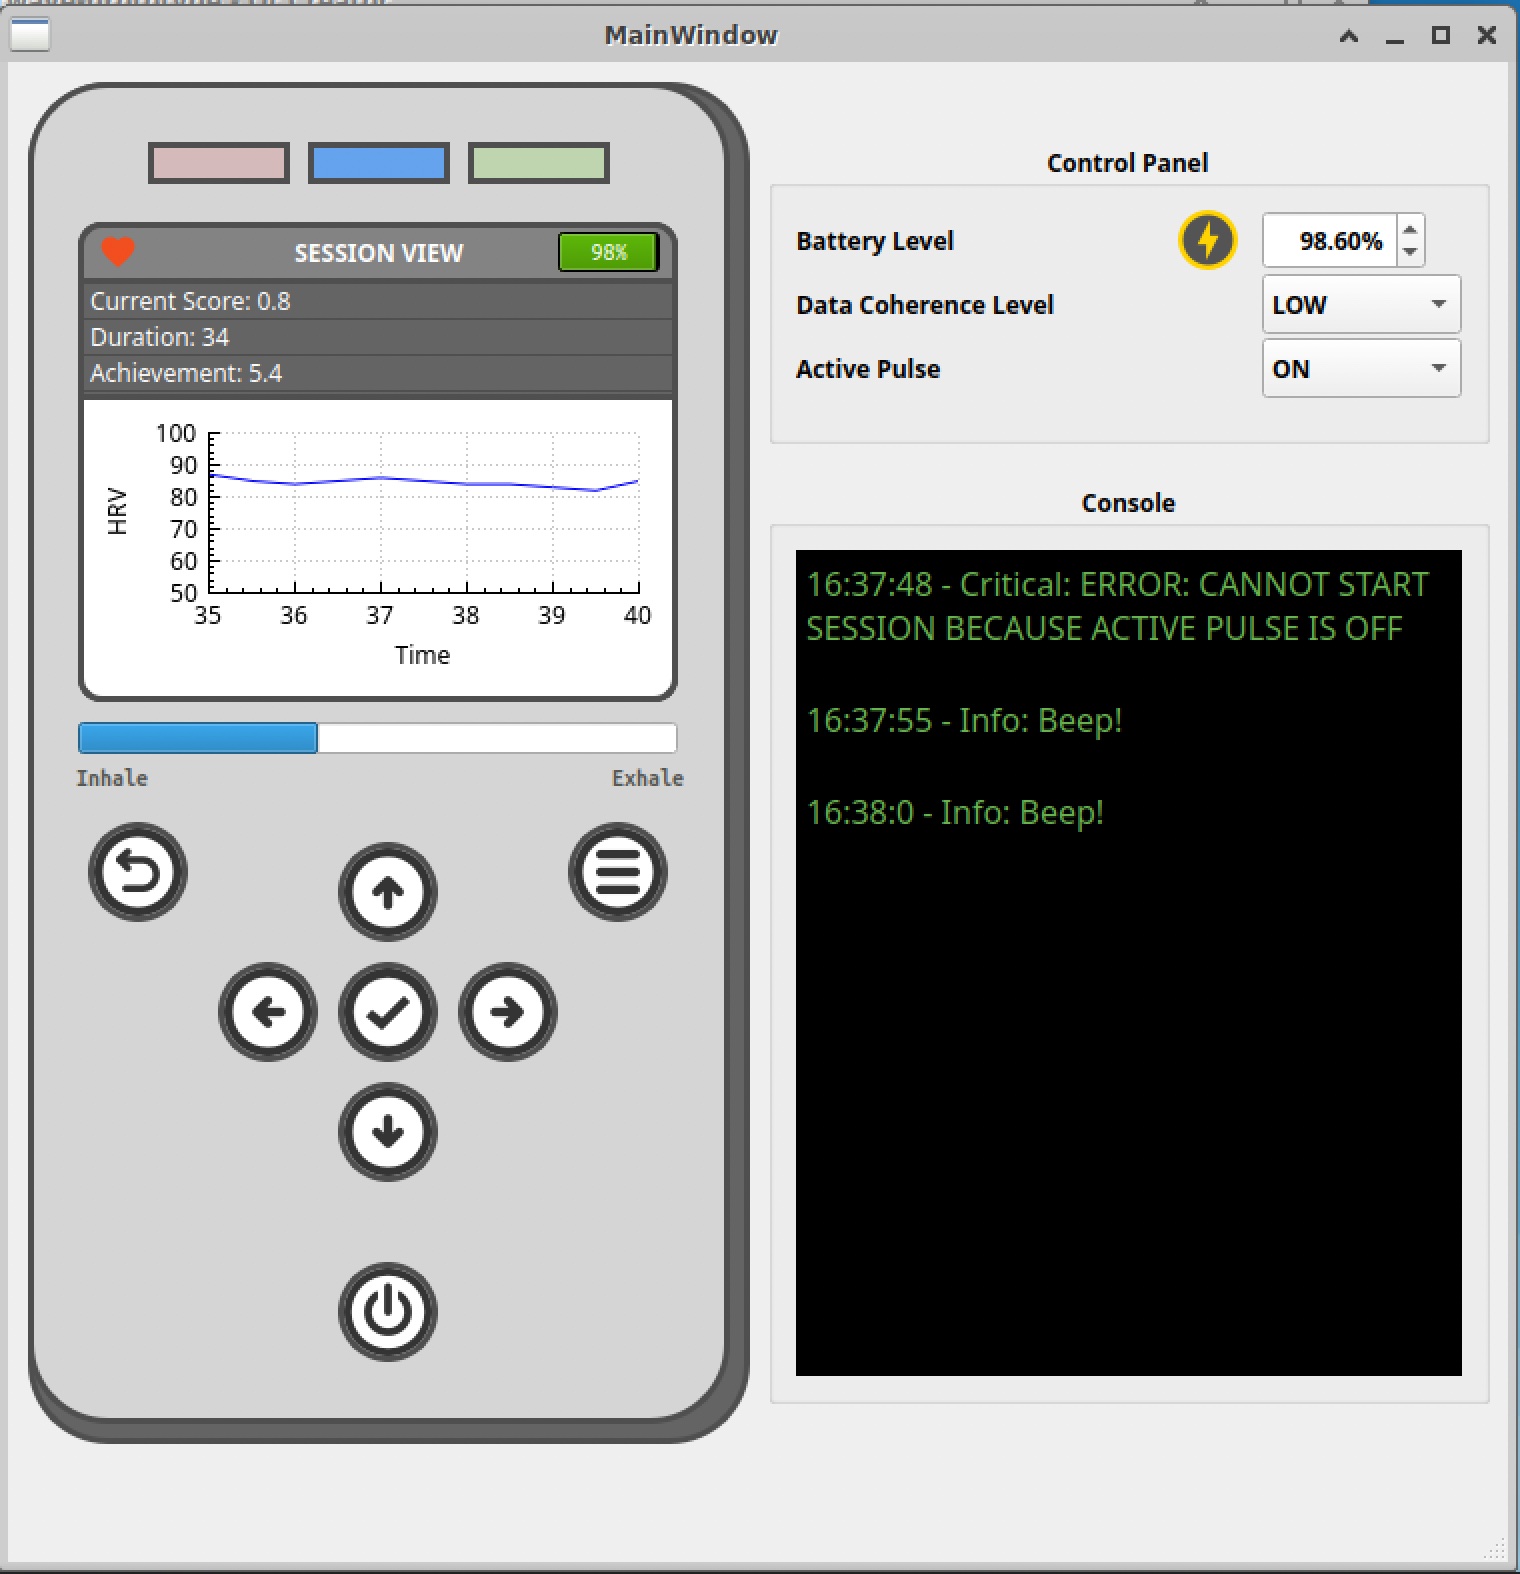 MainWindow
SESSION VIEW
98%
Current Score: 0.8
Duration: 34
Achievement: 5.4
100
90
80
70
60
50
HRV
35 36 37 38 39 40
Time
Inhale Exhale
Control Panel
Battery Level 98.60%
Data Coherence Level LOW
Active Pulse ON
Console
16:37:48 - Critical: ERROR: CANNOT START
SESSION BECAUSE ACTIVE PULSE IS OFF
16:37:55 - Info: Beep!
16:38:0 - Info: Beep!